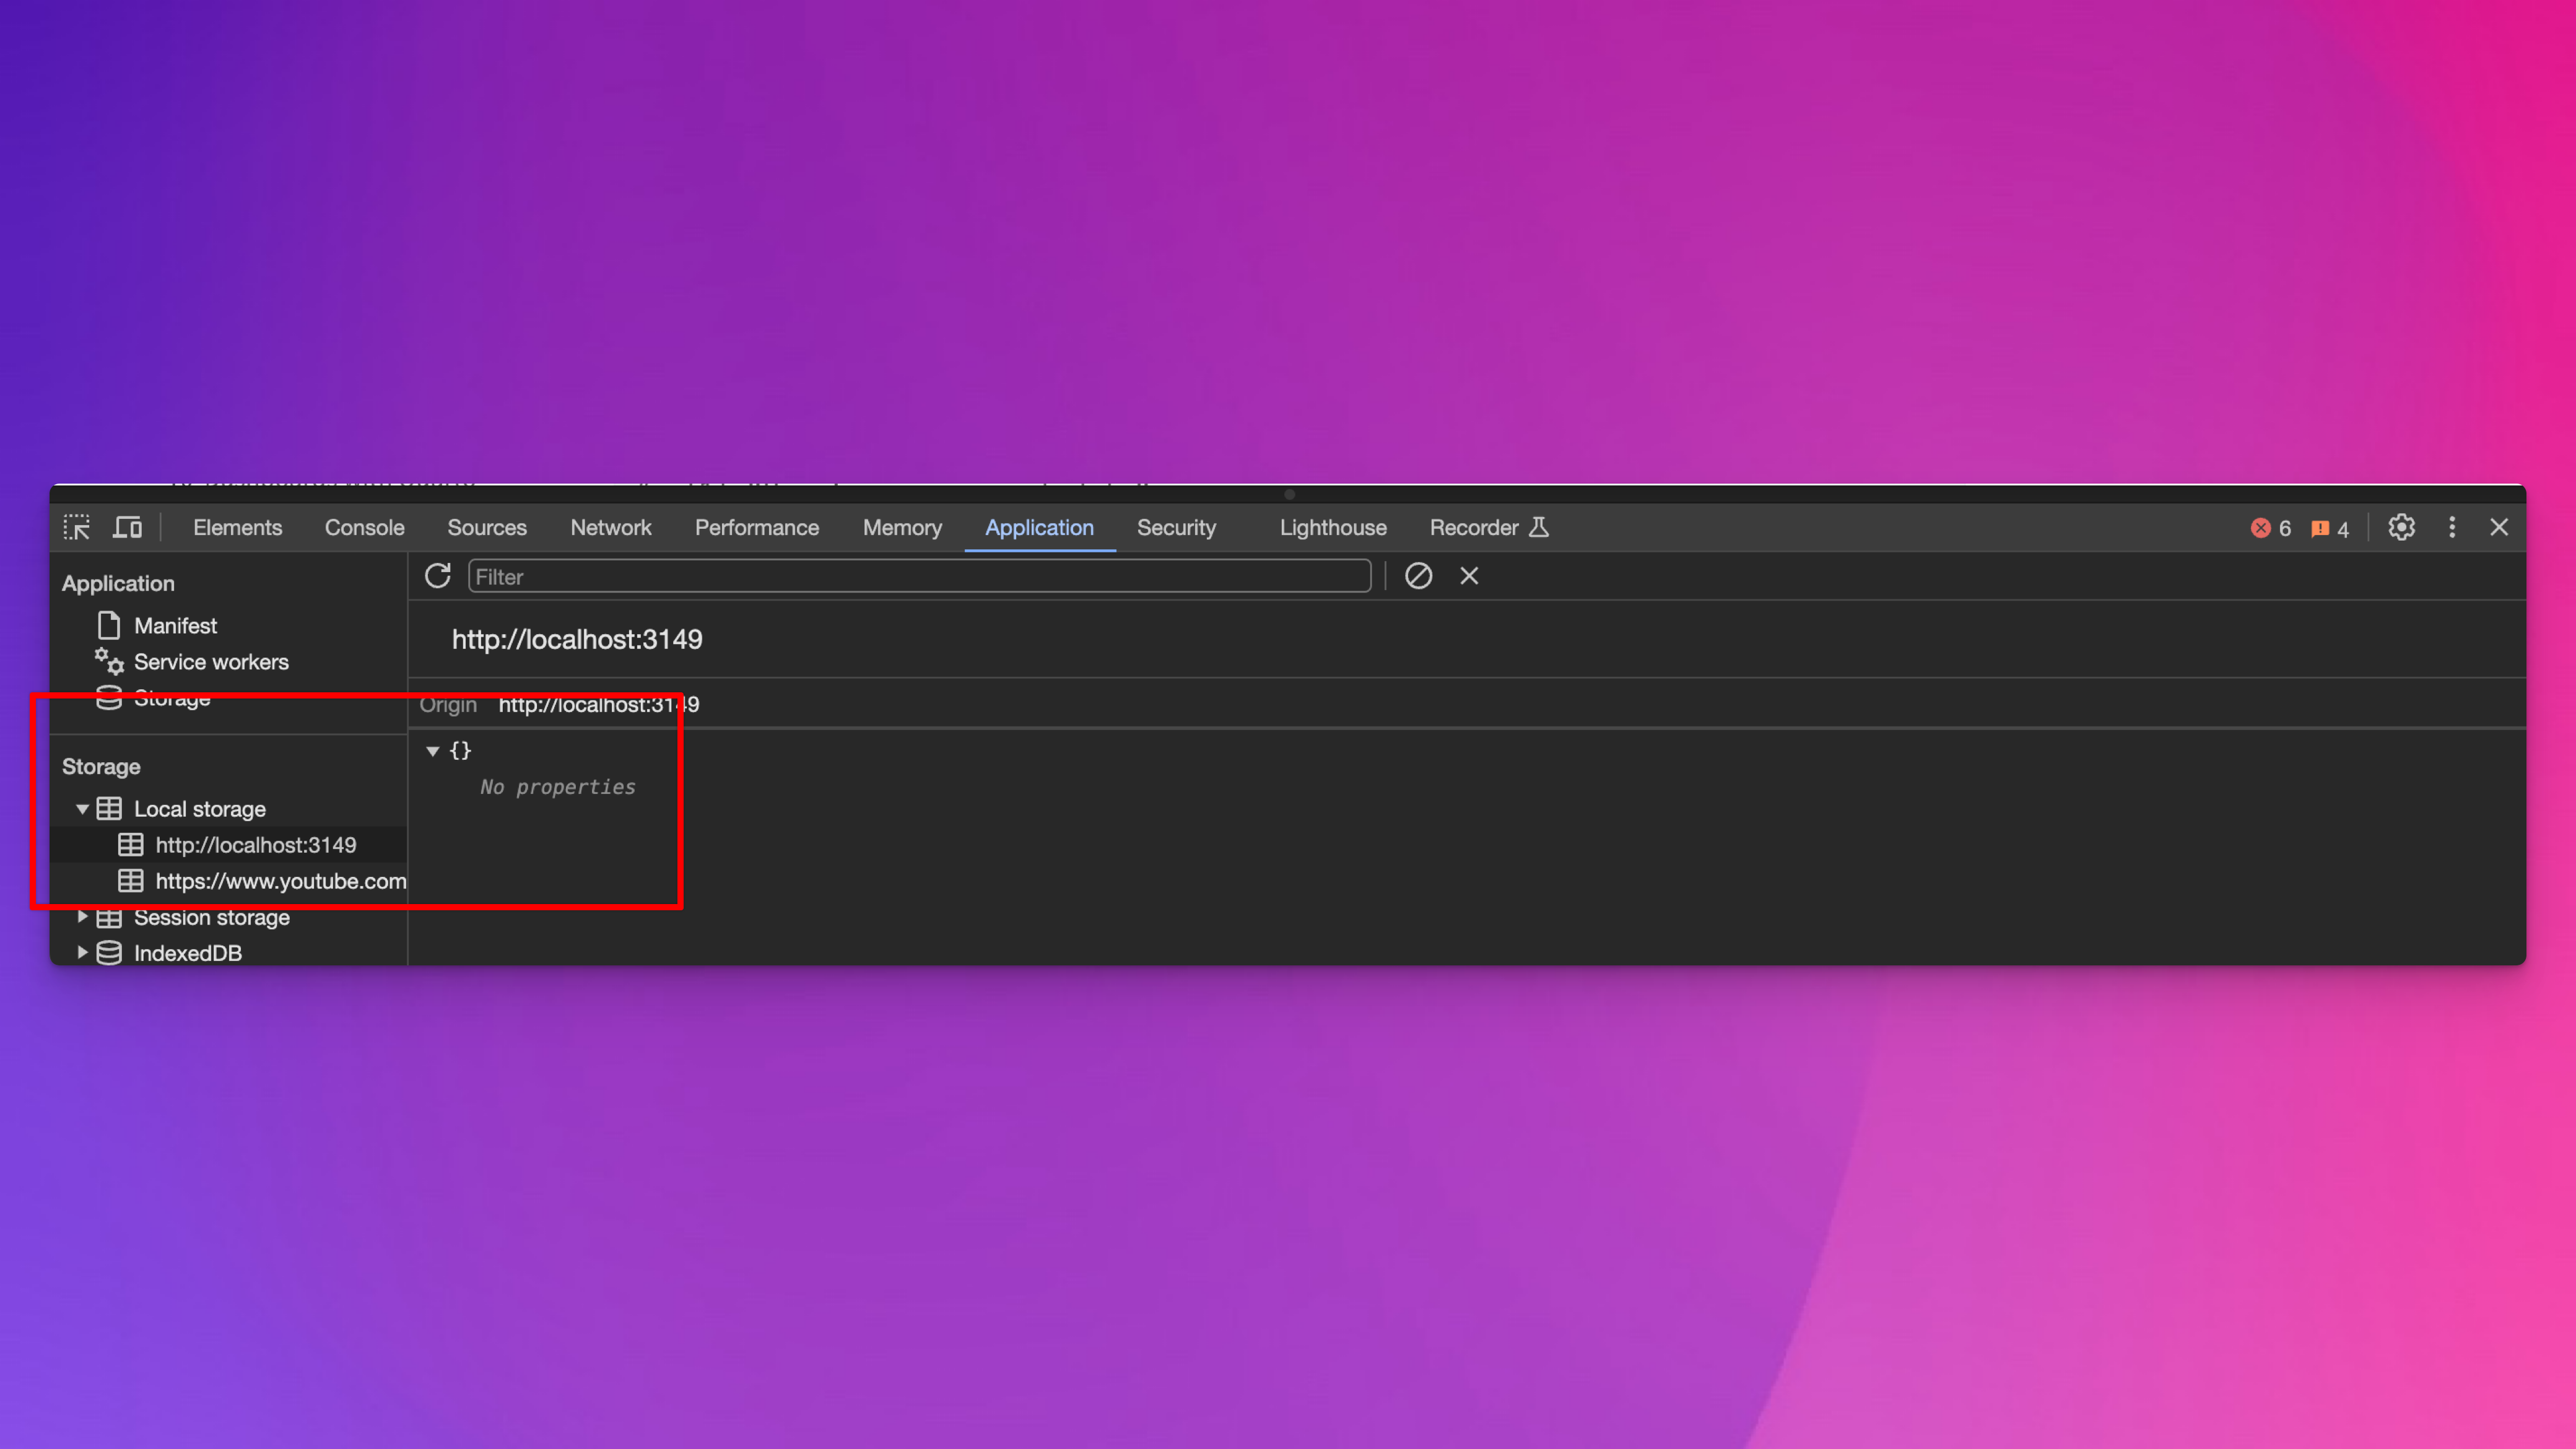 Elements Console Sources Network Performance Memory Application Security Lighthouse Recorder 6 4
Application
Manifest
Service workers
Storage
Storage
Local storage
http://localhost:3149
https://www.youtube.com
Session storage
IndexedDB
Filter
http://localhost:3149
Origin http://localhost:3149
{}
No properties